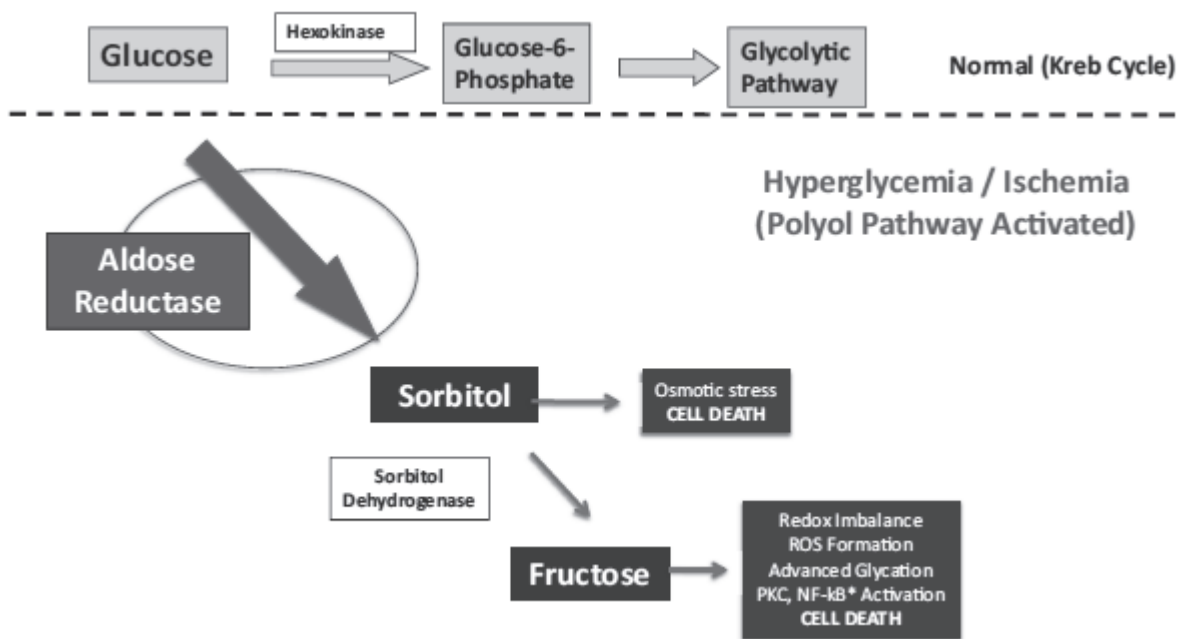 Glucose
Hexokinase
Glucose-6-
Phosphate
Glycolytic
Pathway
Normal (Kreb Cycle)
Hyperglycemia / Ischemia
(Polyol Pathway Activated)
Aldose
Reductase
Sorbitol
Osmotic stress
CELL DEATH
Sorbitol
Dehydrogenase
Fructose
Redox Imbalance
ROS Formation
Advanced Glycation
PKC, NF-kB* Activation
CELL DEATH